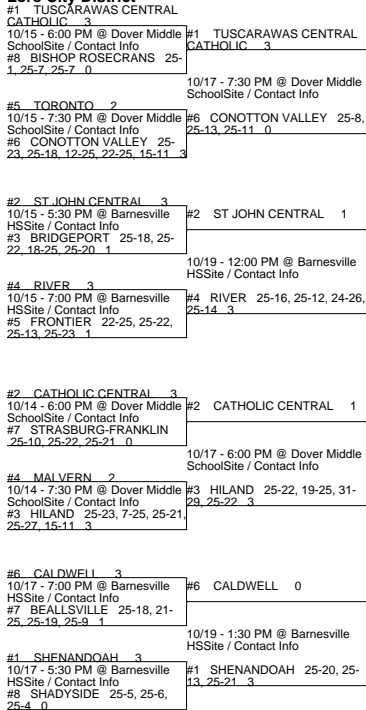 #1 TUSCARAWAS CENTRAL
CATHOLIC 3
10/15 - 6:00 PM @ Dover Middle
SchoolSite / Contact Info
#8 BISHOP ROSECRANS 25-
1, 25-7, 25-7 0
#1 TUSCARAWAS CENTRAL
CATHOLIC 3
10/17 - 7:30 PM @ Dover Middle
SchoolSite / Contact Info
#5 TORONTO 2
10/15 - 7:30 PM @ Dover Middle
SchoolSite / Contact Info
#6 CONOTTON VALLEY 25-
23, 25-18, 12-25, 22-25, 15-11 3
#6 CONOTTON VALLEY 25-8,
25-13, 25-11 0
#2 ST JOHN CENTRAL 3
10/15 - 5:30 PM @ Barnesville
HSSite / Contact Info
#3 BRIDGEPORT 25-18, 25-
22, 18-25, 25-20 1
#2 ST JOHN CENTRAL 1
10/19 - 12:00 PM @ Barnesville
HSSite / Contact Info
#4 RIVER 3
10/15 - 7:00 PM @ Barnesville
HSSite / Contact Info
#5 FRONTIER 22-25, 25-22,
25-13, 25-23 1
#4 RIVER 25-16, 25-12, 24-26,
25-14 3
#2 CATHOLIC CENTRAL 3
10/14 - 6:00 PM @ Dover Middle
SchoolSite / Contact Info
#7 STRASBURG-FRANKLIN
25-10, 25-22, 25-21 0
#2 CATHOLIC CENTRAL 1
10/17 - 6:00 PM @ Dover Middle
SchoolSite / Contact Info
#4 MALVERN 2
10/14 - 7:30 PM @ Dover Middle
SchoolSite / Contact Info
#3 HILAND 25-23, 7-25, 25-21,
25-27, 15-11 3
#3 HILAND 25-22, 19-25, 31-
29, 25-22 3
#6 CALDWELL 3
10/17 - 7:00 PM @ Barnesville
HSSite / Contact Info
#7 BEALLSVILLE 25-18, 21-
25, 25-19, 25-9 1
#6 CALDWELL 0
10/19 - 1:30 PM @ Barnesville
HSSite / Contact Info
#1 SHENANDOAH 3
10/17 - 5:30 PM @ Barnesville
HSSite / Contact Info
#8 SHADYSIDE 25-5, 25-6,
25-4 0
#1 SHENANDOAH 25-20, 25-
13, 25-21 3